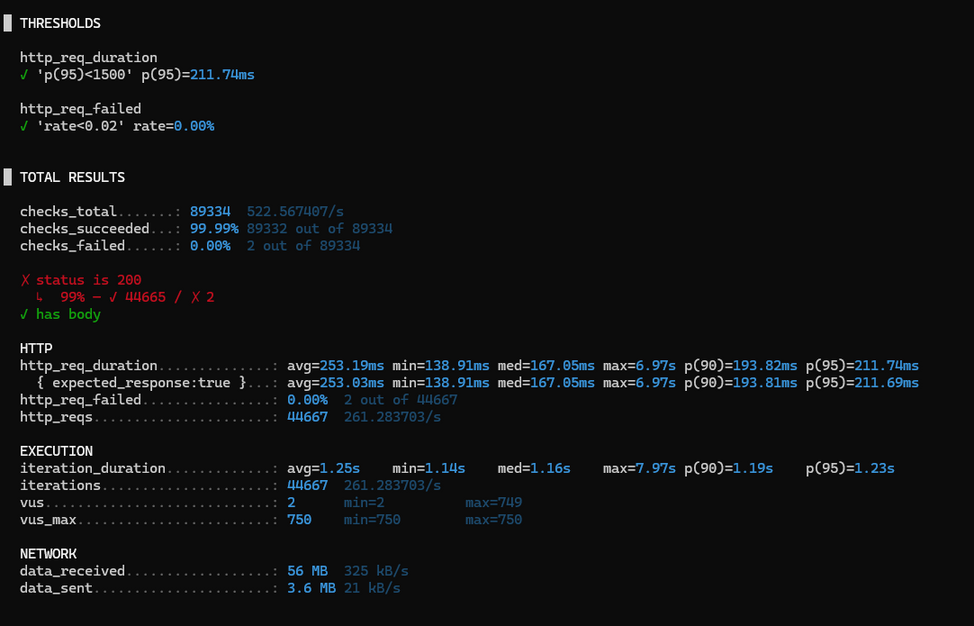 █ THRESHOLDS
http_req_duration
✓ 'p(95)<1500' p(95)=211.74ms
http_req_failed
✓ 'rate<0.02' rate=0.00%
█ TOTAL RESULTS
checks_total.......: 89334 522.567407/s
checks_succeeded...: 99.99% 89332 out of 89334
checks_failed......: 0.00% 2 out of 89334
✗ status is 200
↳ 99% — ✓ 44665 / ✗ 2
✓ has body
HTTP
http_req_duration..............: avg=253.19ms min=138.91ms med=167.05ms max=6.97s p(90)=193.82ms p(95)=211.74ms
{ expected_response:true }...: avg=253.03ms min=138.91ms med=167.05ms max=6.97s p(90)=193.81ms p(95)=211.69ms
http_req_failed................: 0.00% 2 out of 44667
http_reqs......................: 44667 261.283703/s
EXECUTION
iteration_duration.............: avg=1.25s min=1.14s med=1.16s max=7.97s p(90)=1.19s p(95)=1.23s
iterations.....................: 44667 261.283703/s
vus............................: 2 min=2 max=749
vus_max........................: 750 min=750 max=750
NETWORK
data_received..................: 56 MB 325 kB/s
data_sent......................: 3.6 MB 21 kB/s